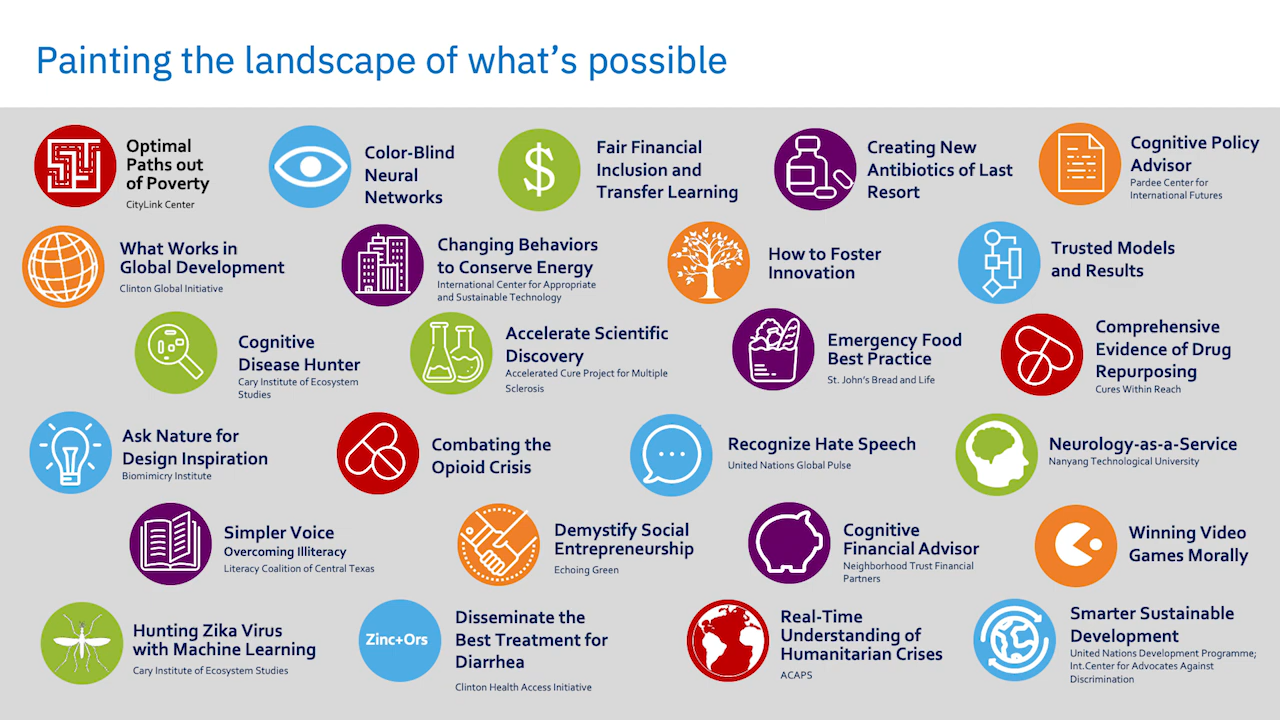 Painting the landscape of what’s possible
Optimal
Paths out
of Poverty
CityLink Center
Color-Blind
Neural
Networks
Fair Financial
Inclusion and
Transfer Learning
Creating New
Antibiotics of Last
Resort
Cognitive Policy
Advisor
Pardee Center for
International Futures
What Works in
Global Development
Clinton Global Initiative
Changing Behaviors
to Conserve Energy
International Center for Appropriate
and Sustainable Technology
How to Foster
Innovation
Trusted Models
and Results
Cognitive
Disease Hunter
Cary Institute of Ecosystem
Studies
Accelerate Scientific
Discovery
Accelerated Cure Project for Multiple
Sclerosis
Emergency Food
Best Practice
St. John’s Bread and Life
Comprehensive
Evidence of Drug
Repurposing
Cures Within Reach
Ask Nature for
Design Inspiration
Biomimicry Institute
Combating the
Opioid Crisis
Recognize Hate Speech
United Nations Global Pulse
Neurology-as-a-Service
Nanyang Technological University
Simpler Voice
Overcoming Illiteracy
Literacy Coalition of Central Texas
Demystify Social
Entrepreneurship
Echoing Green
Cognitive
Financial Advisor
Neighborhood Trust Financial
Partners
Winning Video
Games Morally
Hunting Zika Virus
with Machine Learning
Cary Institute of Ecosystem Studies
Zinc+Ors
Disseminate the
Best Treatment for
Diarrhea
Clinton Health Access Initiative
Real-Time
Understanding of
Humanitarian Crises
ACAPS
Smarter Sustainable
Development
United Nations Development Programme;
Int.Center for Advocates Against
Discrimination